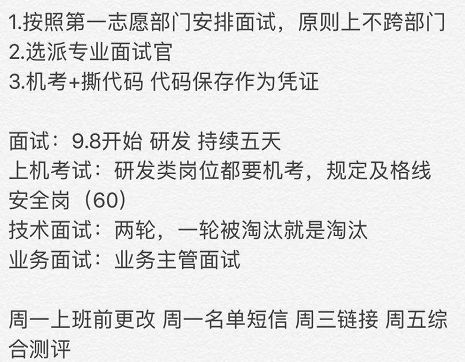 1.按照第一志愿部门安排面试，原则上不跨部门
2.选派专业面试官
3.机考+撕代码 代码保存作为凭证
面试：9.8开始 研发 持续五天
上机考试：研发类岗位都要机考，规定及格线
安全岗（60）
技术面试：两轮，一轮被淘汰就是淘汰
业务面试：业务主管面试
周一上班前更改 周一名单短信 周三链接 周五综
合测评